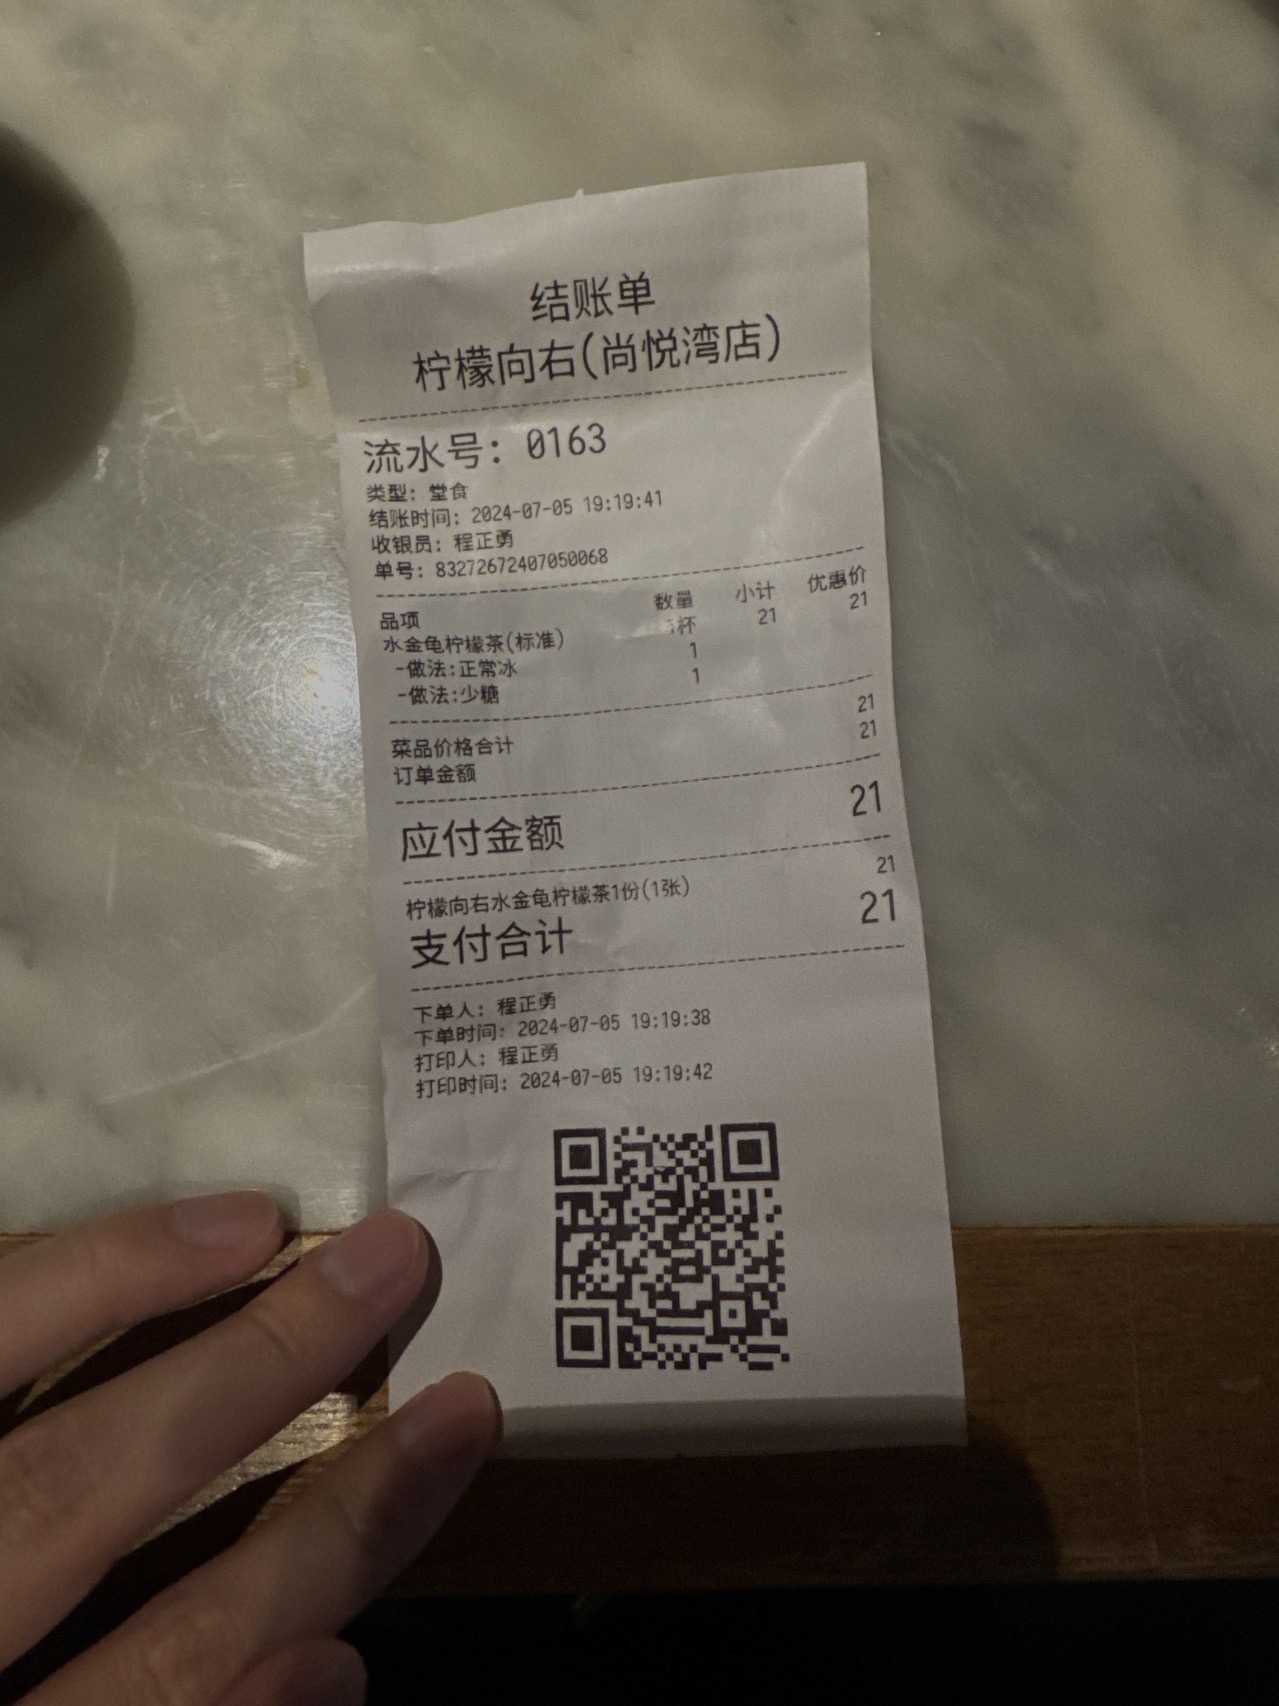 结账单
柠檬向右(尚悦湾店)
流水号: 0163
类型: 堂食
结账时间: 2024-07-05 19:19:41
收银员: 程正勇
单号: 83272672407050068
品项 数量 小计 优惠价
水金龟柠檬茶(标准) 1杯 21 21
-做法:正常冰 1
-做法:少糖 1
菜品价格合计 21
订单金额 21
应付金额 21
柠檬向右水金龟柠檬茶1份(1张) 21
支付合计 21
下单人: 程正勇
下单时间: 2024-07-05 19:19:38
打印人: 程正勇
打印时间: 2024-07-05 19:19:42